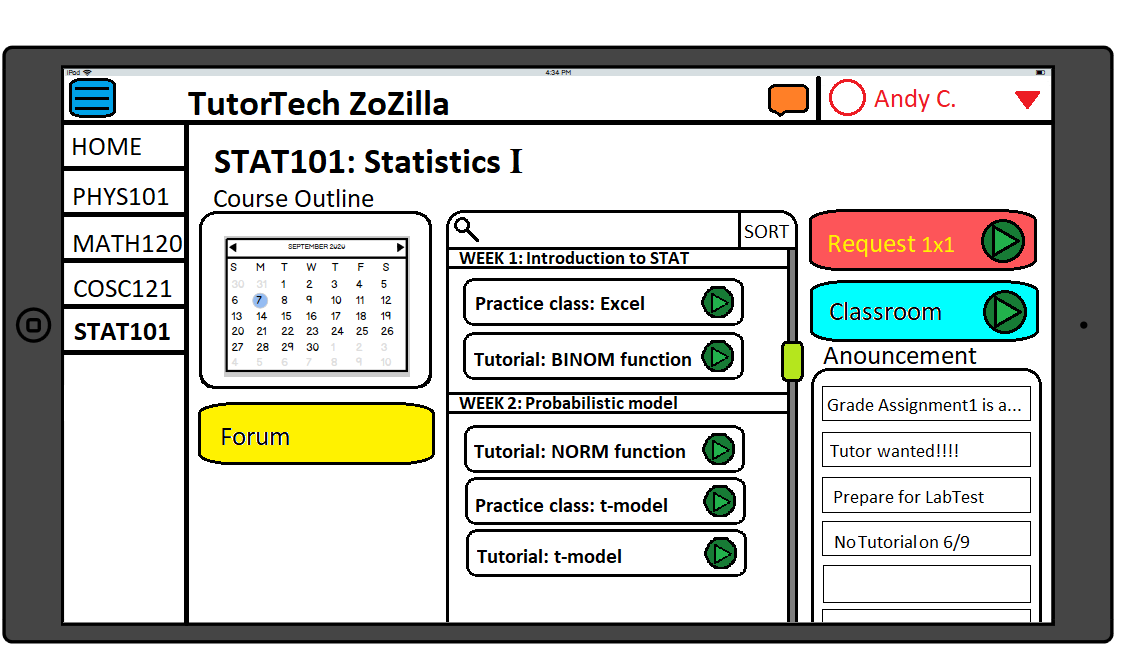 iPod
4:34 PM
TutorTech ZoZilla
Andy C.
HOME
PHYS101
MATH120
COSC121
STAT101
STAT101: Statistics I
Course Outline
SEPTEMBER 2020
S M T W T F S
30 31 1 2 3 4 5
6 7 8 9 10 11 12
13 14 15 16 17 18 19
20 21 22 23 24 25 26
27 28 29 30 1 2 3
4 5 6 7 8 9 10
Forum
SORT
WEEK 1: Introduction to STAT
Practice class: Excel
Tutorial: BINOM function
WEEK 2: Probabilistic model
Tutorial: NORM function
Practice class: t-model
Tutorial: t-model
Request 1x1
Classroom
Anouncement
Grade Assignment1 is a...
Tutor wanted!!!!
Prepare for LabTest
No Tutorial on 6/9